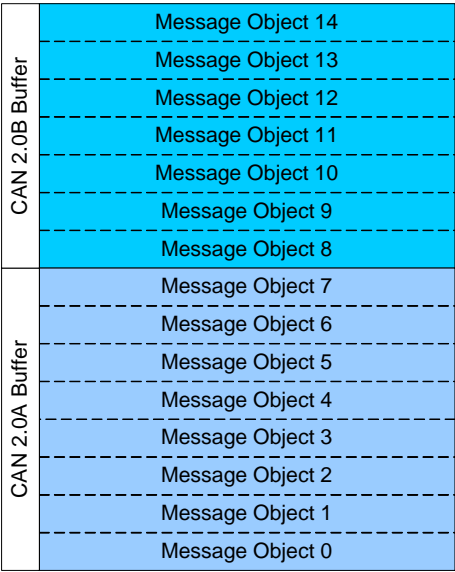 CAN 2.0B Buffer
Message Object 14
Message Object 13
Message Object 12
Message Object 11
Message Object 10
Message Object 9
Message Object 8
CAN 2.0A Buffer
Message Object 7
Message Object 6
Message Object 5
Message Object 4
Message Object 3
Message Object 2
Message Object 1
Message Object 0